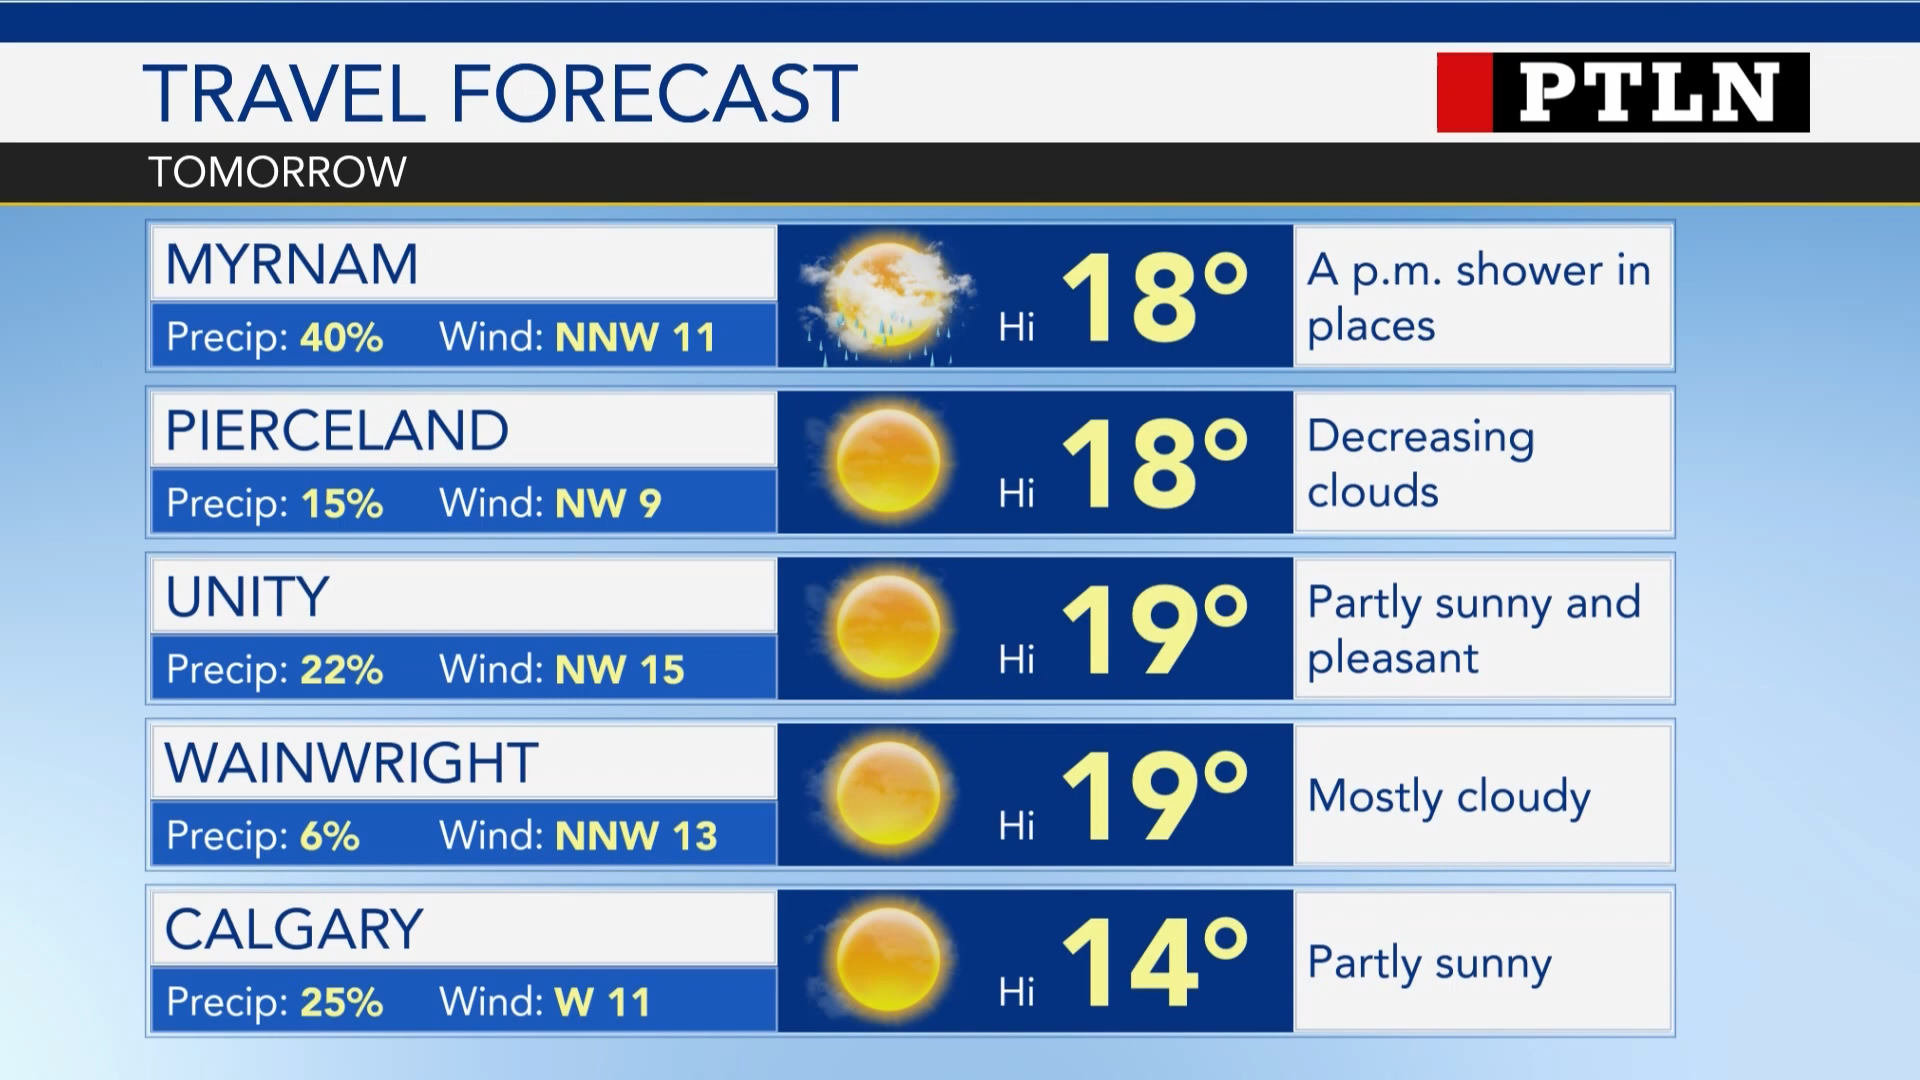 TRAVEL FORECAST
PTLN
TOMORROW
MYRNAM
Precip: 40% Wind: NNW 11
Hi 18°
A p.m. shower in
places
PIERCELAND
Precip: 15% Wind: NW 9
Hi 18°
Decreasing
clouds
UNITY
Precip: 22% Wind: NW 15
Hi 19°
Partly sunny and
pleasant
WAINWRIGHT
Precip: 6% Wind: NNW 13
Hi 19°
Mostly cloudy
CALGARY
Precip: 25% Wind: W 11
Hi 14°
Partly sunny